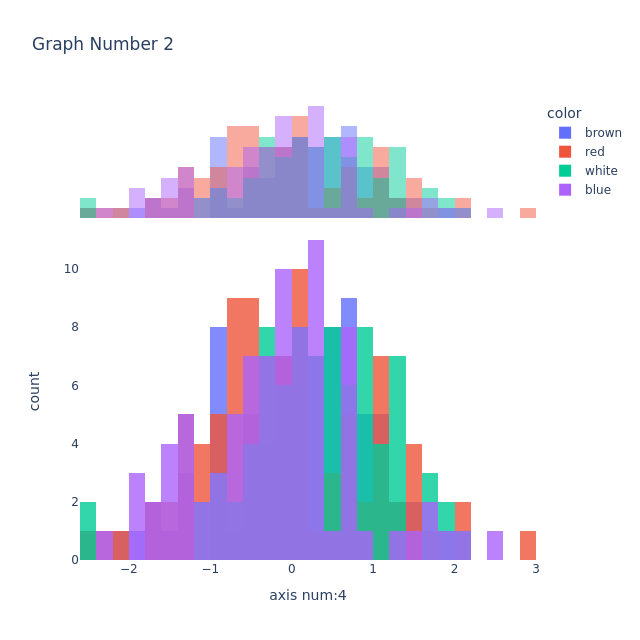 Graph Number 2
color
brown
red
white
blue
10
8
6
4
2
0
count
−2
−1
0
1
2
3
axis num:4